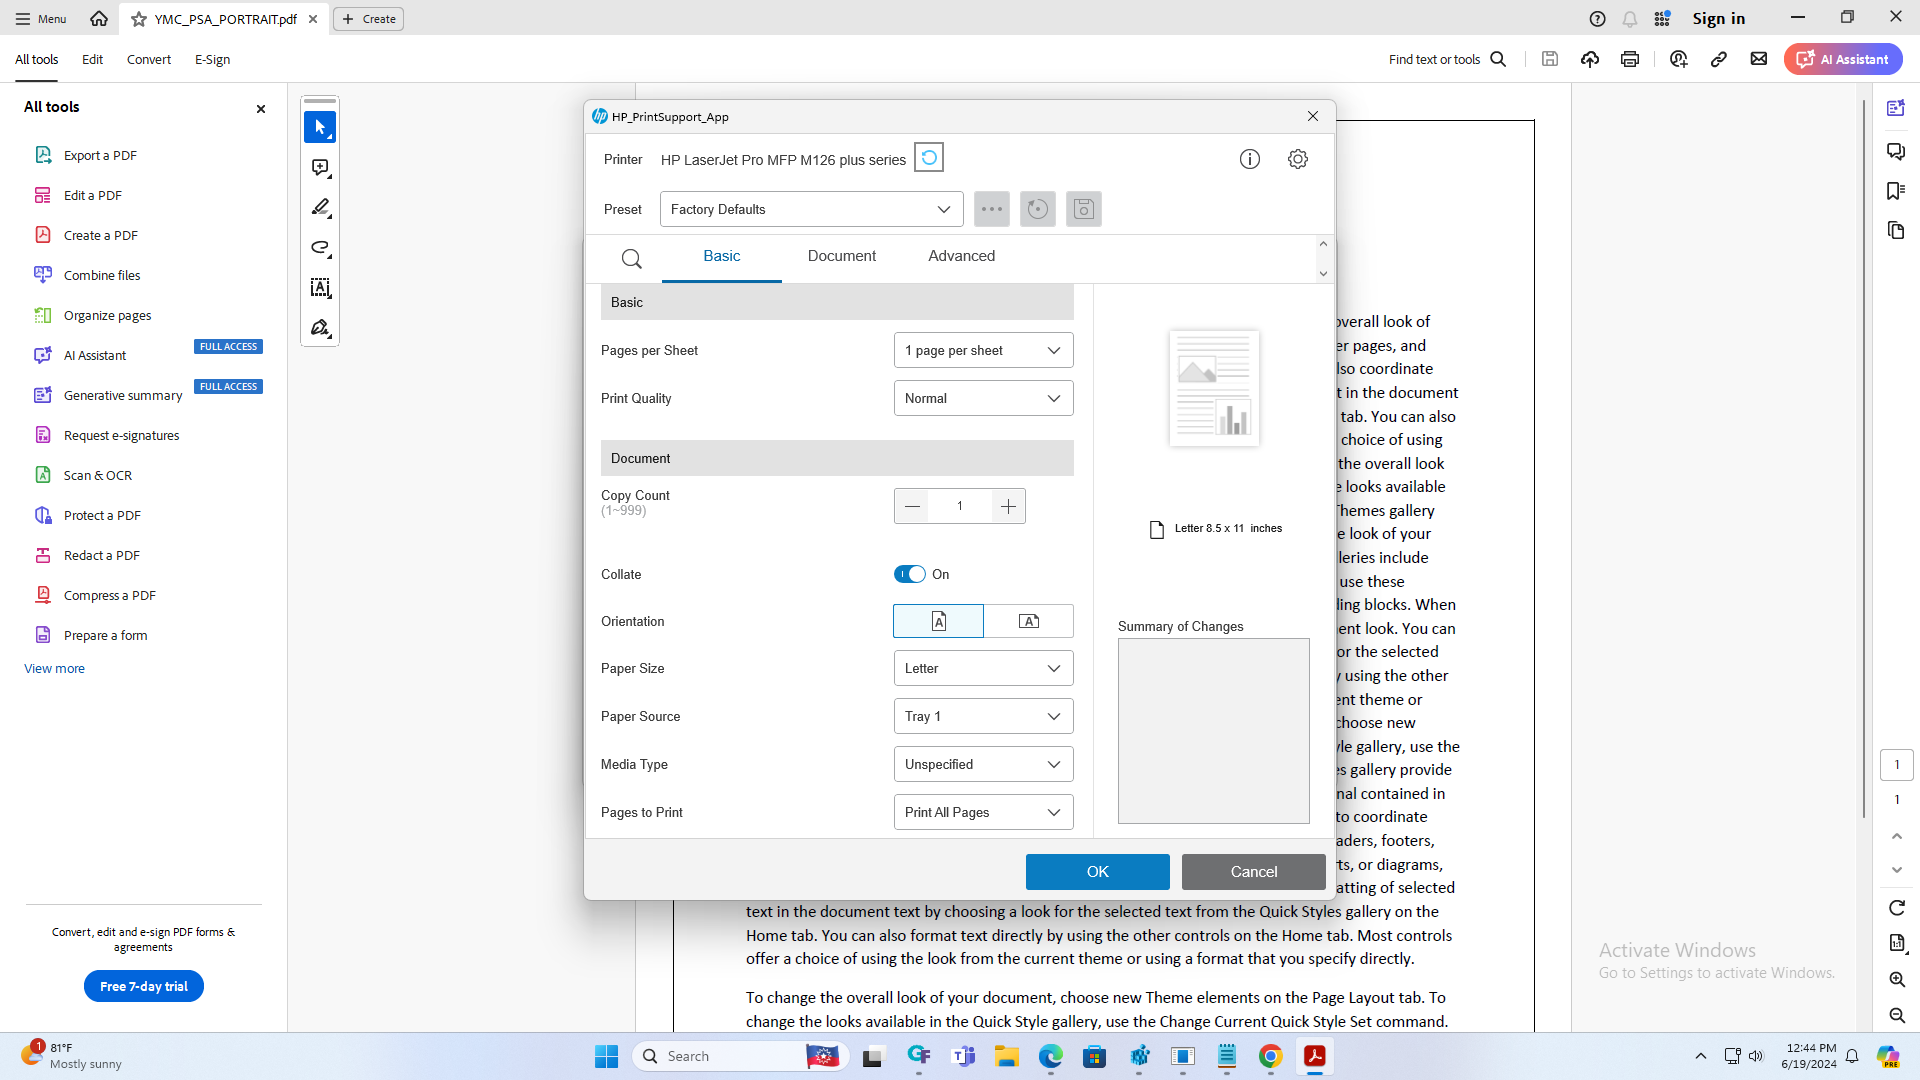 Menu
YMC_PSA_PORTRAIT.pdf
Create
Sign in
All tools
Edit
Convert
E-Sign
Find text or tools
AI Assistant
All tools
Export a PDF
Edit a PDF
Create a PDF
Combine files
Organize pages
AI Assistant
FULL ACCESS
Generative summary
FULL ACCESS
Request e-signatures
Scan & OCR
Protect a PDF
Redact a PDF
Compress a PDF
Prepare a form
View more
Convert, edit and e-sign PDF forms &
agreements
Free 7-day trial
HP_PrintSupport_App
Printer
HP LaserJet Pro MFP M126 plus series
Preset
Factory Defaults
Basic
Document
Advanced
Basic
Pages per Sheet
1 page per sheet
Print Quality
Normal
Document
Copy Count
(1~999)
1
Collate
On
Orientation
Paper Size
Letter
Paper Source
Tray 1
Media Type
Unspecified
Pages to Print
Print All Pages
Letter 8.5 x 11 inches
Summary of Changes
OK
Cancel
overall look of
er pages, and
lso coordinate
t in the document
tab. You can also
choice of using
the overall look
e looks available
Themes gallery
e look of your
lleries include
use these
ding blocks. When
ent look. You can
or the selected
y using the other
ent theme or
choose new
yle gallery, use the
es gallery provide
nal contained in
to coordinate
aders, footers,
rts, or diagrams,
atting of selected
text in the document text by choosing a look for the selected text from the Quick Styles gallery on the
Home tab. You can also format text directly by using the other controls on the Home tab. Most controls
offer a choice of using the look from the current theme or using a format that you specify directly.
To change the overall look of your document, choose new Theme elements on the Page Layout tab. To
change the looks available in the Quick Style gallery, use the Change Current Quick Style Set command.
Activate Windows
Go to Settings to activate Windows.
1
1
1
81°F
Mostly sunny
Search
12:44 PM
6/19/2024